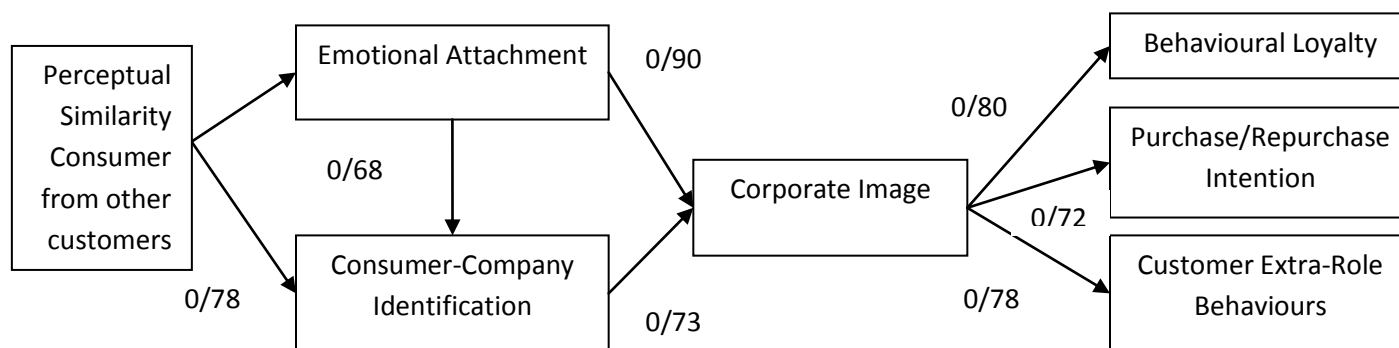 Perceptual
Similarity
Consumer
from other
customers
Emotional Attachment
0/90
0/68
0/78
Consumer-Company
Identification
0/73
Corporate Image
0/80
0/72
0/78
Behavioural Loyalty
Purchase/Repurchase
Intention
Customer Extra-Role
Behaviours